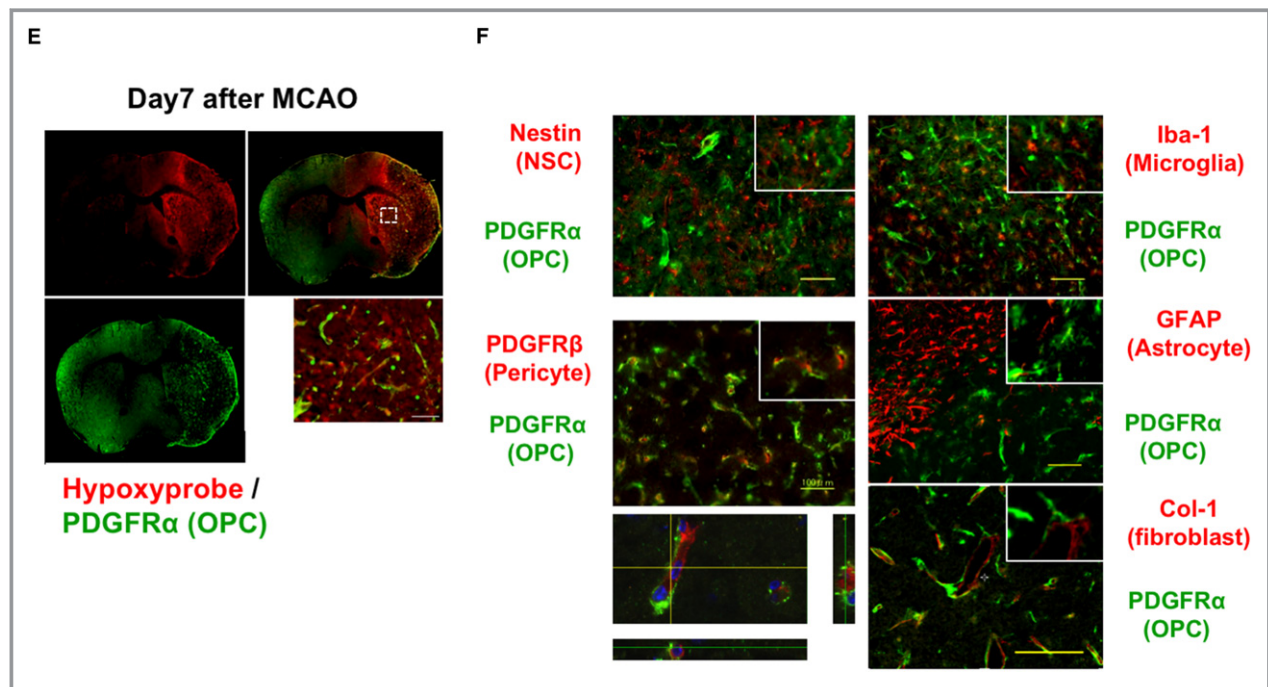 E
Day7 after MCAO
Hypoxyprobe /
PDGFRα (OPC)
F
Nestin
(NSC)
PDGFRα
(OPC)
PDGFRβ
(Pericyte)
PDGFRα
(OPC)
Iba-1
(Microglia)
PDGFRα
(OPC)
GFAP
(Astrocyte)
PDGFRα
(OPC)
Col-1
(fibroblast)
PDGFRα
(OPC)